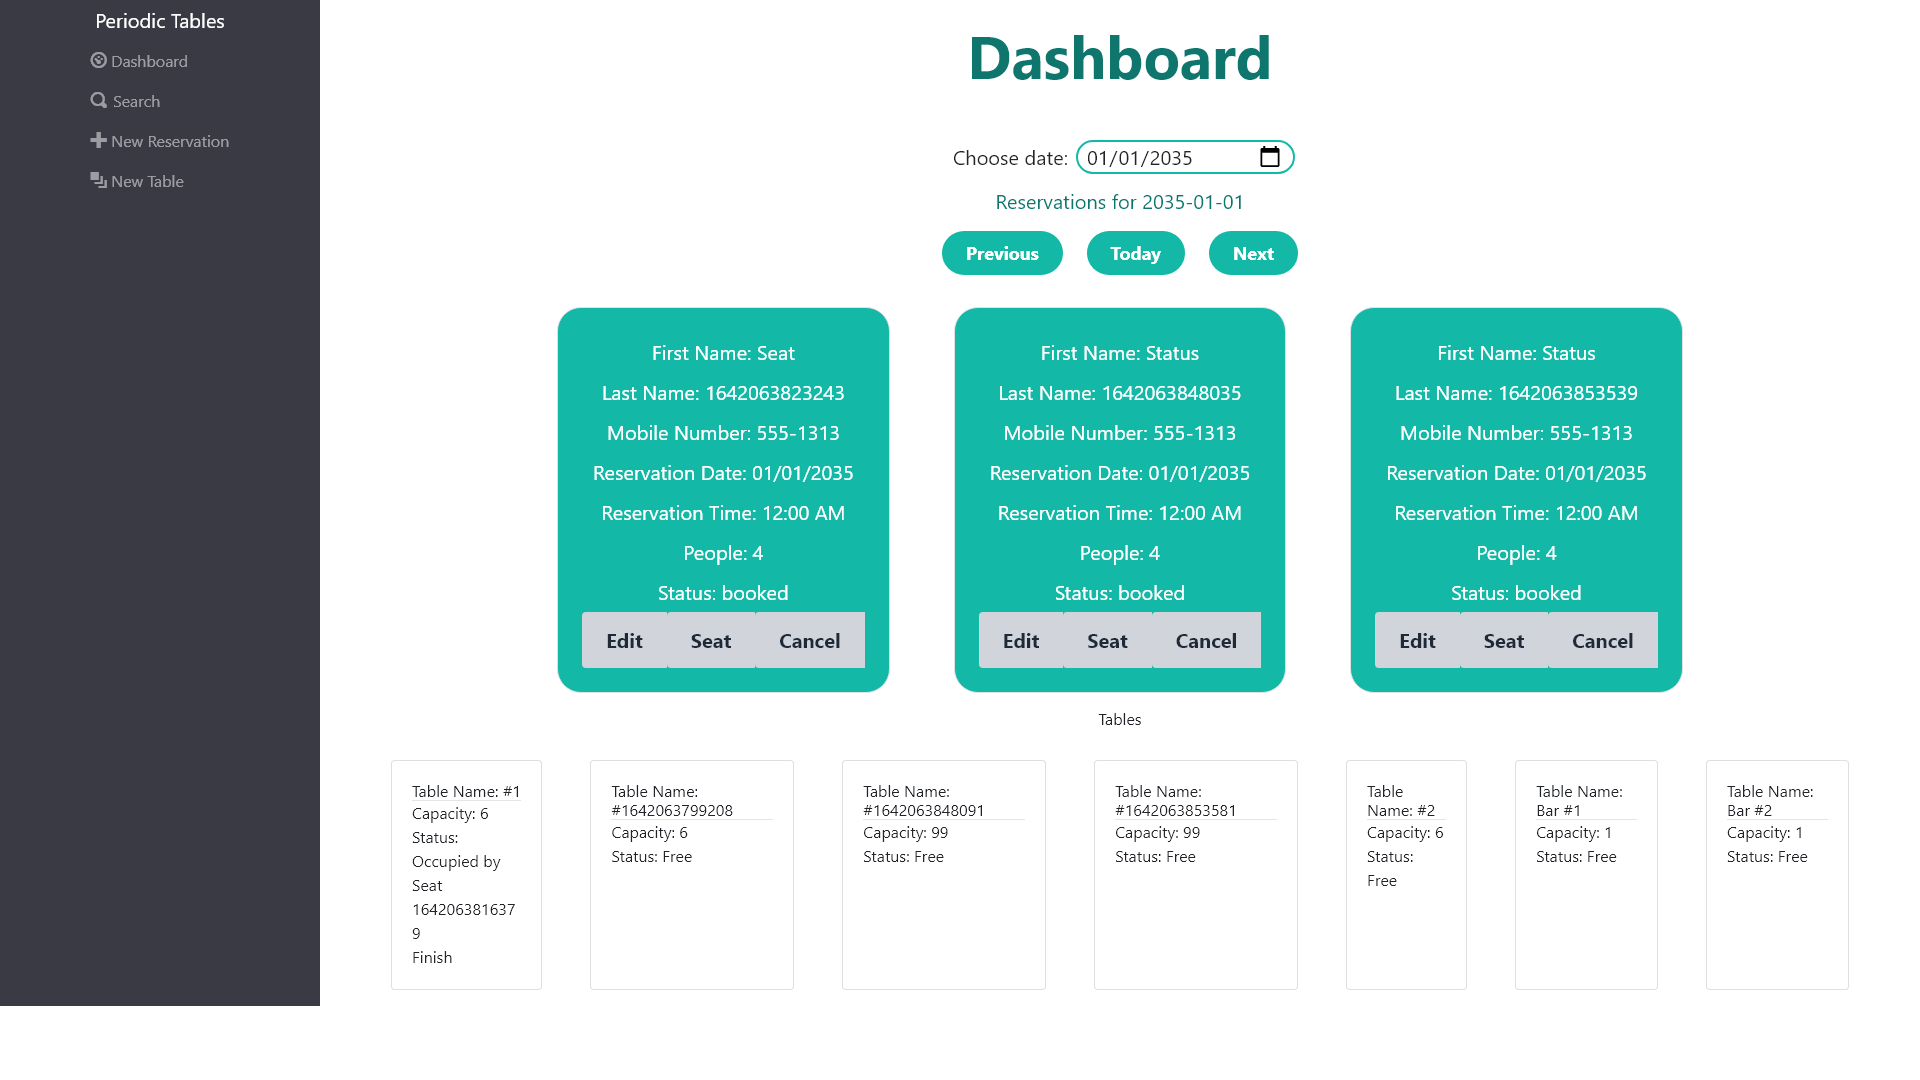 Periodic Tables
Dashboard
Search
New Reservation
New Table
Dashboard
Choose date: 01/01/2035
Reservations for 2035-01-01
Previous Today Next
First Name: Seat
Last Name: 1642063823243
Mobile Number: 555-1313
Reservation Date: 01/01/2035
Reservation Time: 12:00 AM
People: 4
Status: booked
Edit Seat Cancel
First Name: Status
Last Name: 1642063848035
Mobile Number: 555-1313
Reservation Date: 01/01/2035
Reservation Time: 12:00 AM
People: 4
Status: booked
Edit Seat Cancel
First Name: Status
Last Name: 1642063853539
Mobile Number: 555-1313
Reservation Date: 01/01/2035
Reservation Time: 12:00 AM
People: 4
Status: booked
Edit Seat Cancel
Tables
Table Name: #1
Capacity: 6
Status:
Occupied by
Seat
164206381637
9
Finish
Table Name:
#1642063799208
Capacity: 6
Status: Free
Table Name:
#1642063848091
Capacity: 99
Status: Free
Table Name:
#1642063853581
Capacity: 99
Status: Free
Table
Name: #2
Capacity: 6
Status:
Free
Table Name:
Bar #1
Capacity: 1
Status: Free
Table Name:
Bar #2
Capacity: 1
Status: Free